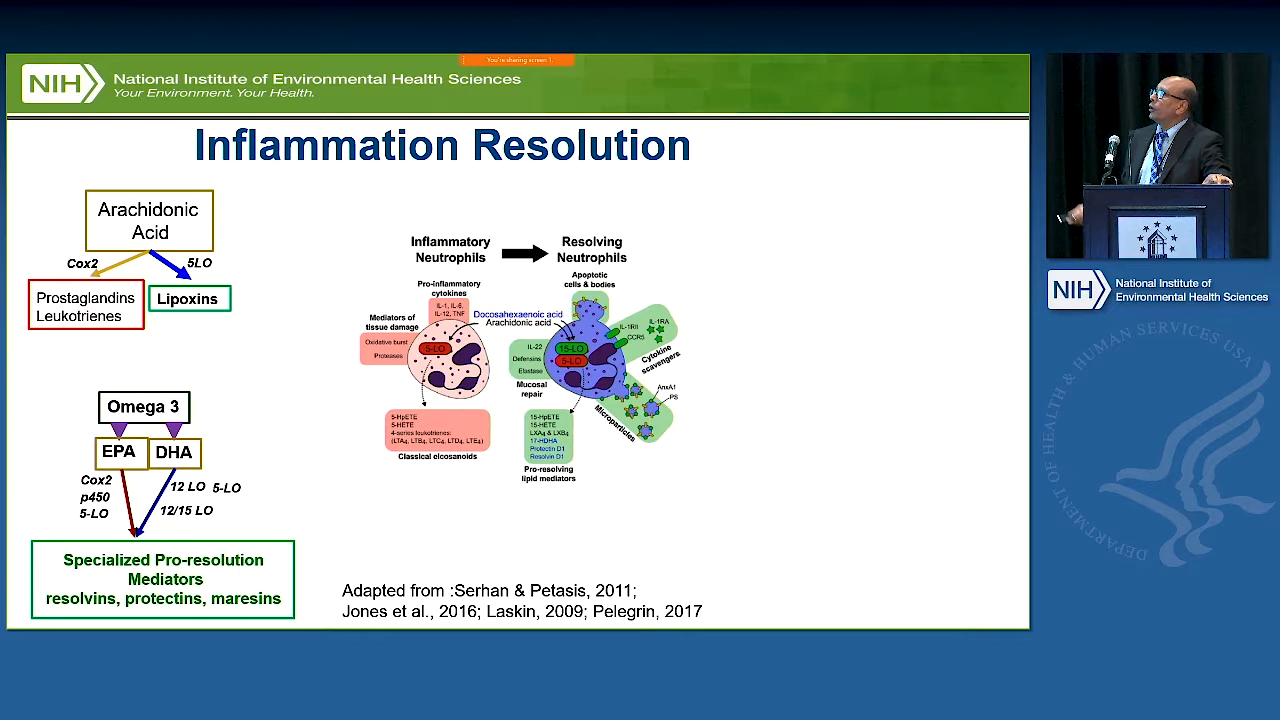 You're sharing screen 1.
NIH
National Institute of Environmental Health Sciences
Your Environment. Your Health.
Inflammation Resolution
Arachidonic
Acid
Cox2
5LO
Prostaglandins
Leukotrienes
Lipoxins
Omega 3
EPA
DHA
Cox2
p450
5-LO
12 LO 5-LO
12/15 LO
Specialized Pro-resolution
Mediators
resolvins, protectins, maresins
Inflammatory
Neutrophils
Resolving
Neutrophils
Pro-inflammatory
cytokines
IL-1, IL-6,
IL-12, TNF
Mediators of
tissue damage
Oxidative burst
Proteases
5-LO
Docosahexaenoic acid
Arachidonic acid
5-HpETE
5-HETE
4-series leukotrienes:
(LTA4, LTB4, LTC4, LTD4, LTE4)
Classical eicosanoids
Apoptotic
cells & bodies
IL-1RII
IL-1RA
CCR5
Cytokine
scavengers
15-LO
5-LO
IL-22
Defensins
Elastase
Mucosal
repair
AnxA1
PS
Microparticles
15-HpETE
15-HETE
LXA4 & LXB4
17-HDHA
Protectin D1
Resolvin D1
Pro-resolving
lipid mediators
Adapted from :Serhan & Petasis, 2011;
Jones et al., 2016; Laskin, 2009; Pelegrin, 2017
NIH
National Institute of
Environmental Health Sciences
DEPARTMENT OF HEALTH & HUMAN SERVICES USA